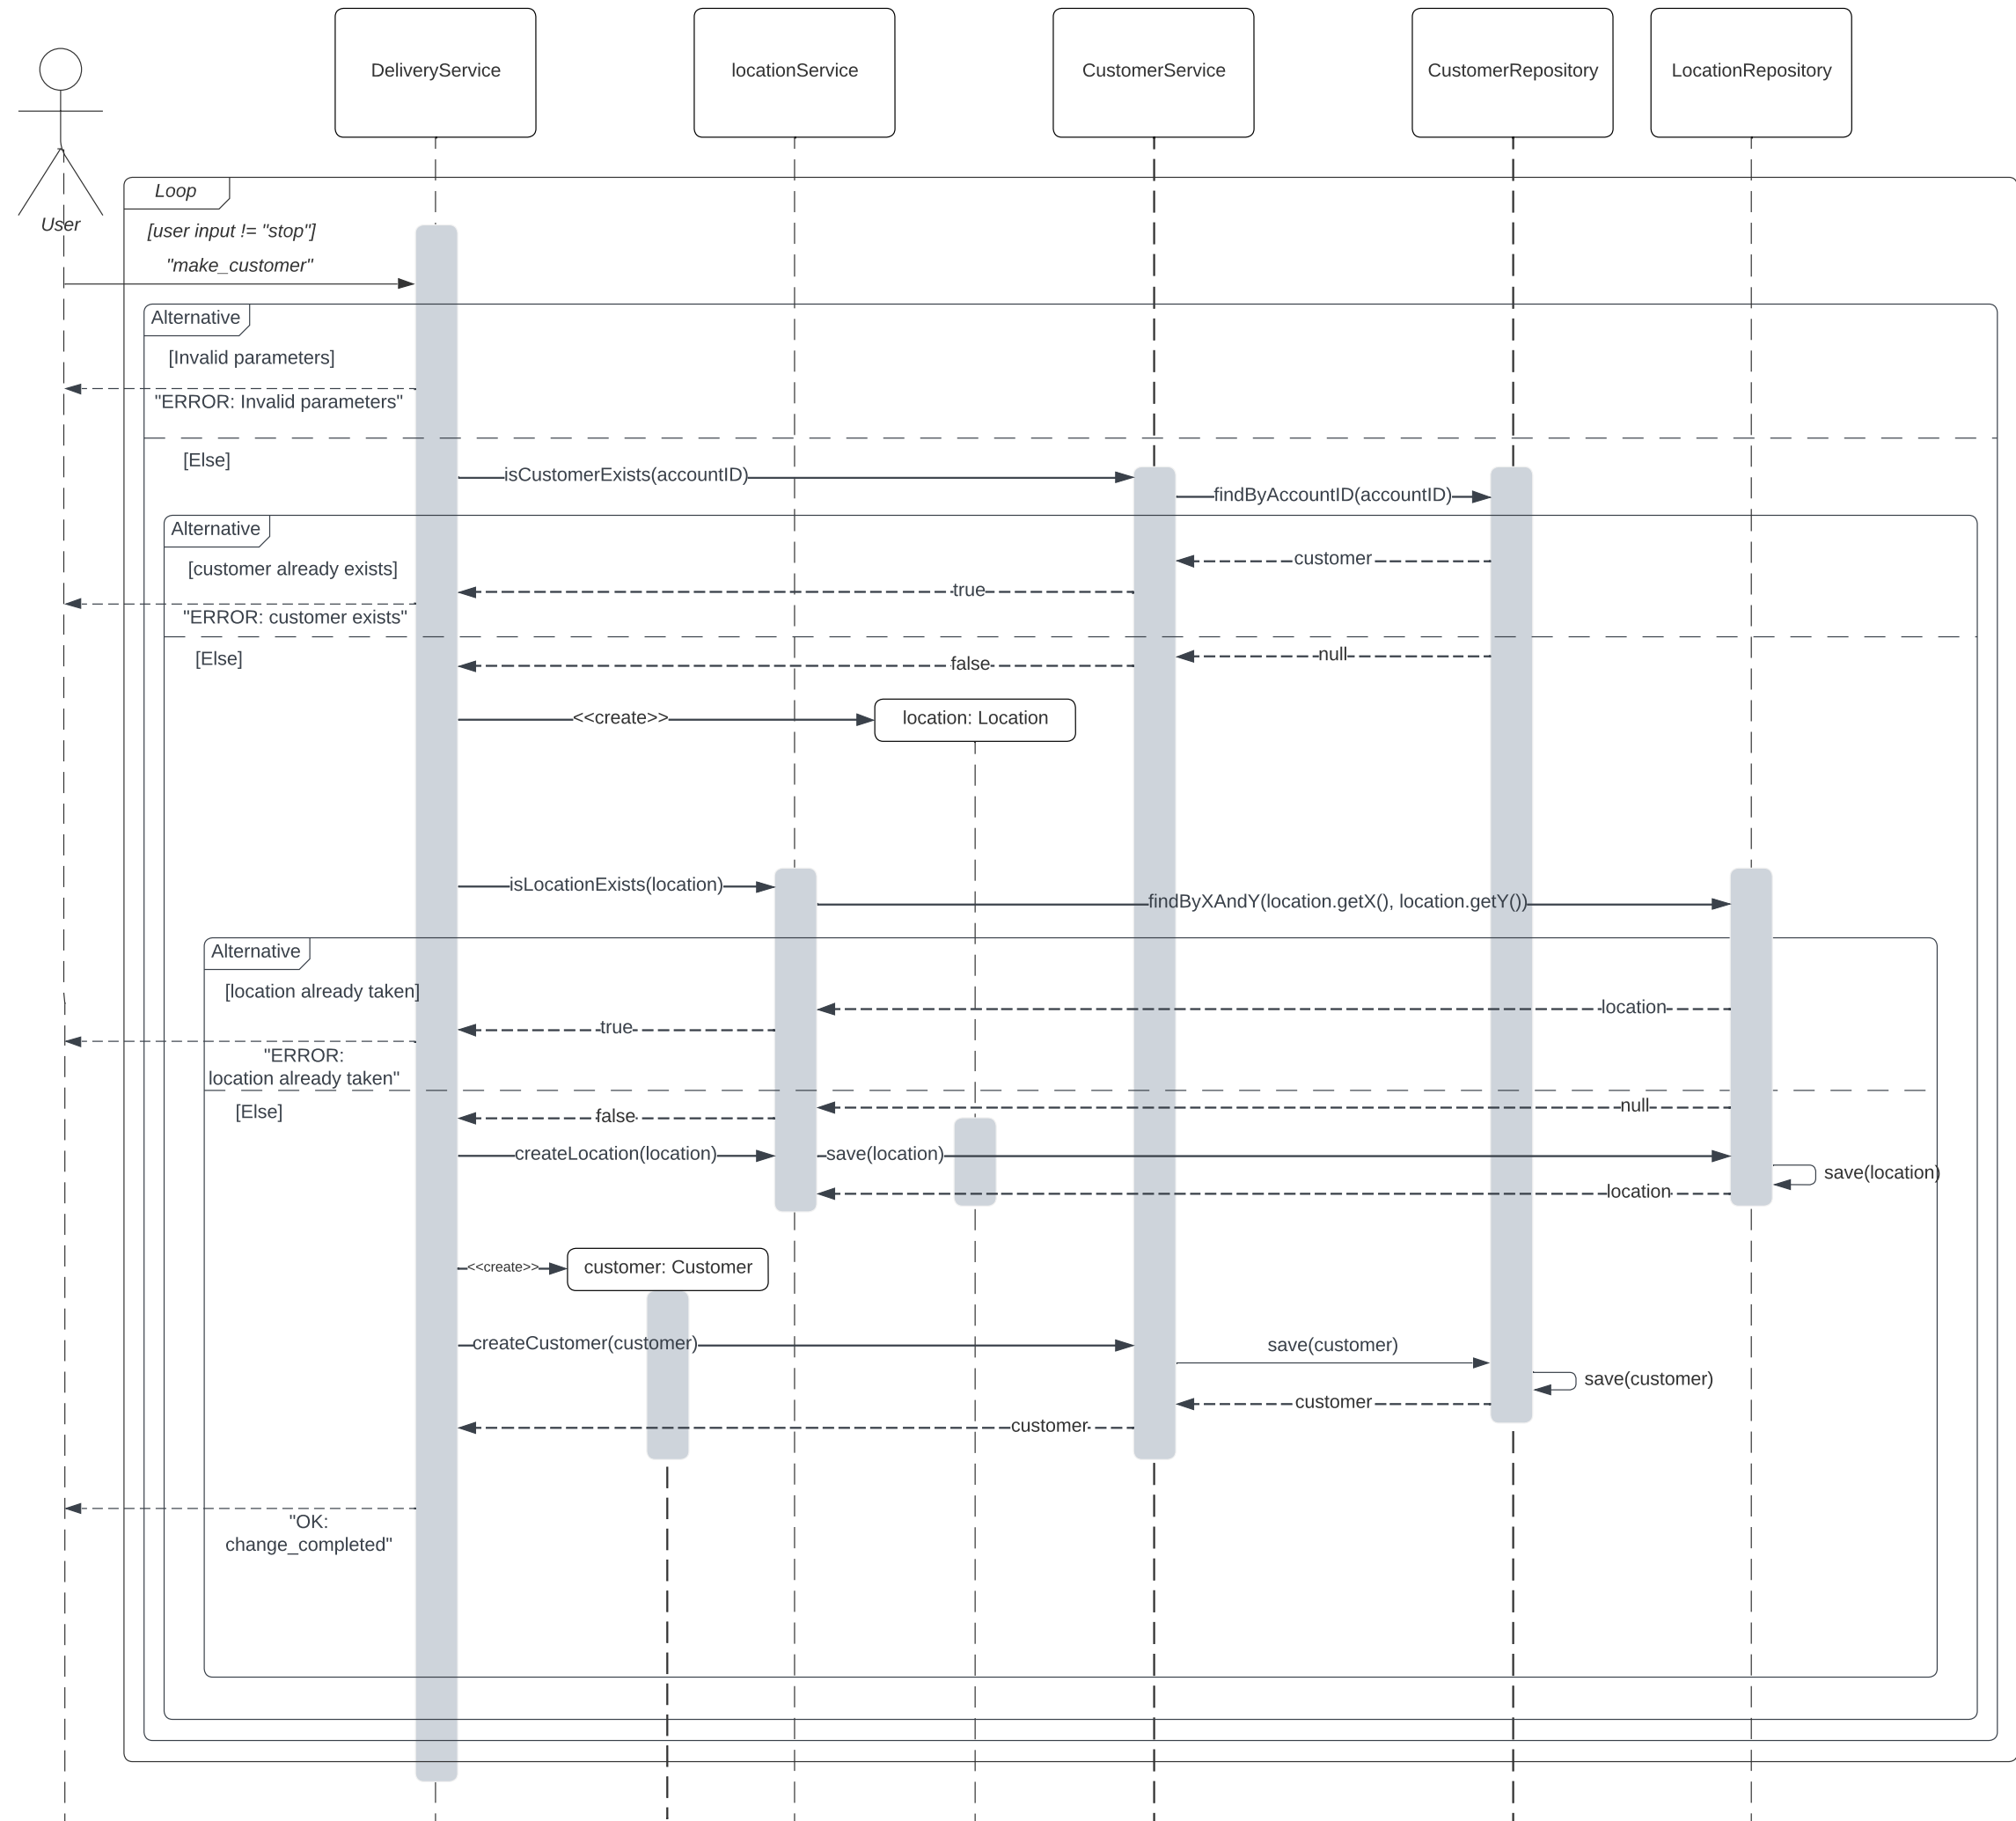 DeliveryService
locationService
CustomerService
CustomerRepository
LocationRepository
Loop
User
[user input != "stop"]
"make_customer"
Alternative
[Invalid parameters]
"ERROR: Invalid parameters"
[Else]
isCustomerExists(accountID)
findByAccountID(accountID)
Alternative
customer
[customer already exists]
true
"ERROR: customer exists"
[Else]
null
false
<<create>>
location: Location
isLocationExists(location)
findByXAndY(location.getX(), location.getY())
Alternative
[location already taken]
location
true
"ERROR:
location already taken"
[Else]
null
false
createLocation(location)
save(location)
save(location)
location
<<create>>
customer: Customer
createCustomer(customer)
save(customer)
save(customer)
customer
customer
"OK:
change_completed"